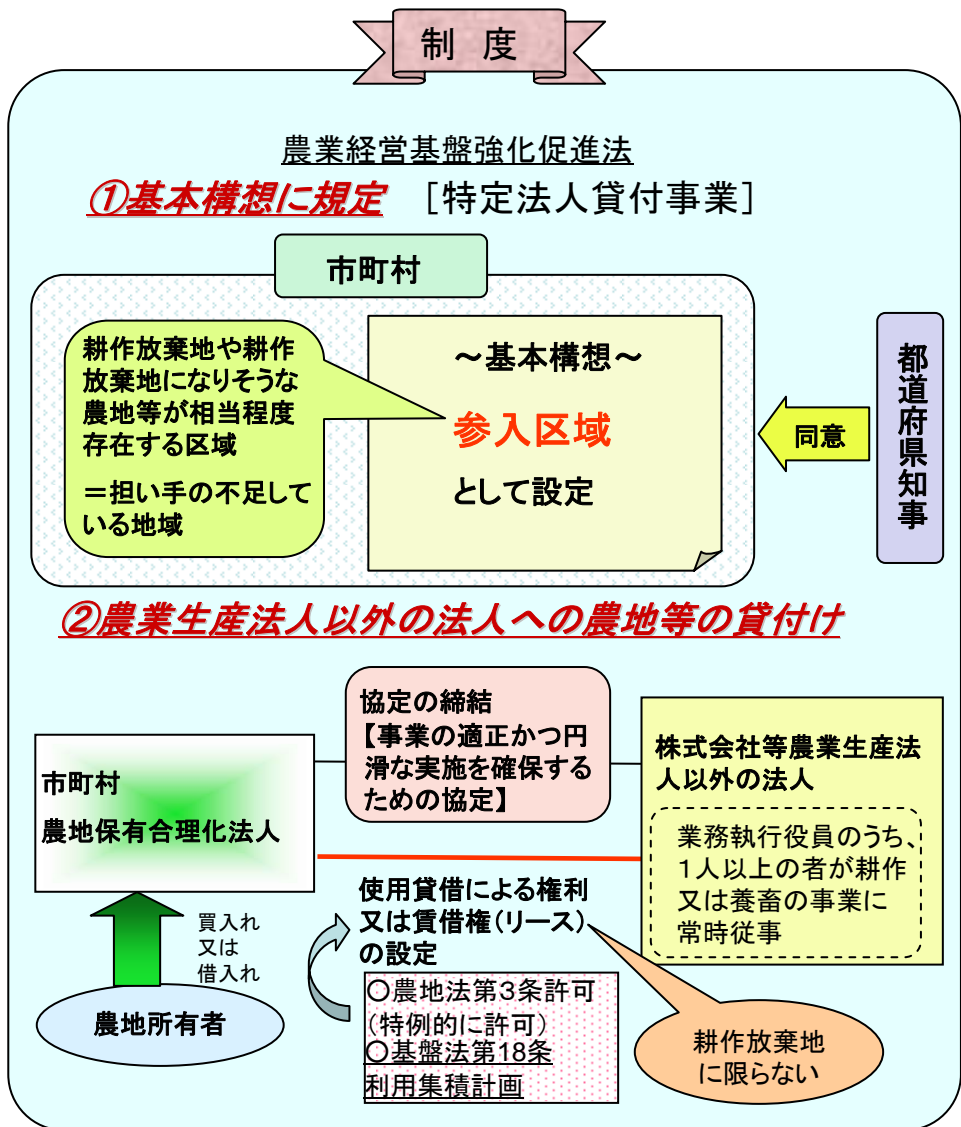 制 度
農業経営基盤強化促進法
①基本構想に規定 [特定法人貸付事業]
市町村
耕作放棄地や耕作
放棄地になりそうな
農地等が相当程度
存在する区域
＝担い手の不足して
いる地域
～基本構想～
参入区域
として設定
同意
都道府県知事
②農業生産法人以外の法人への農地等の貸付け
協定の締結
【事業の適正かつ円
滑な実施を確保する
ための協定】
市町村
農地保有合理化法人
株式会社等農業生産法
人以外の法人
業務執行役員のうち、
1人以上の者が耕作
又は養畜の事業に
常時従事
買入れ
又は
借入れ
使用貸借による権利
又は賃借権(リース)
の設定
農地所有者
○農地法第3条許可
(特例的に許可)
○基盤法第18条
利用集積計画
耕作放棄地
に限らない